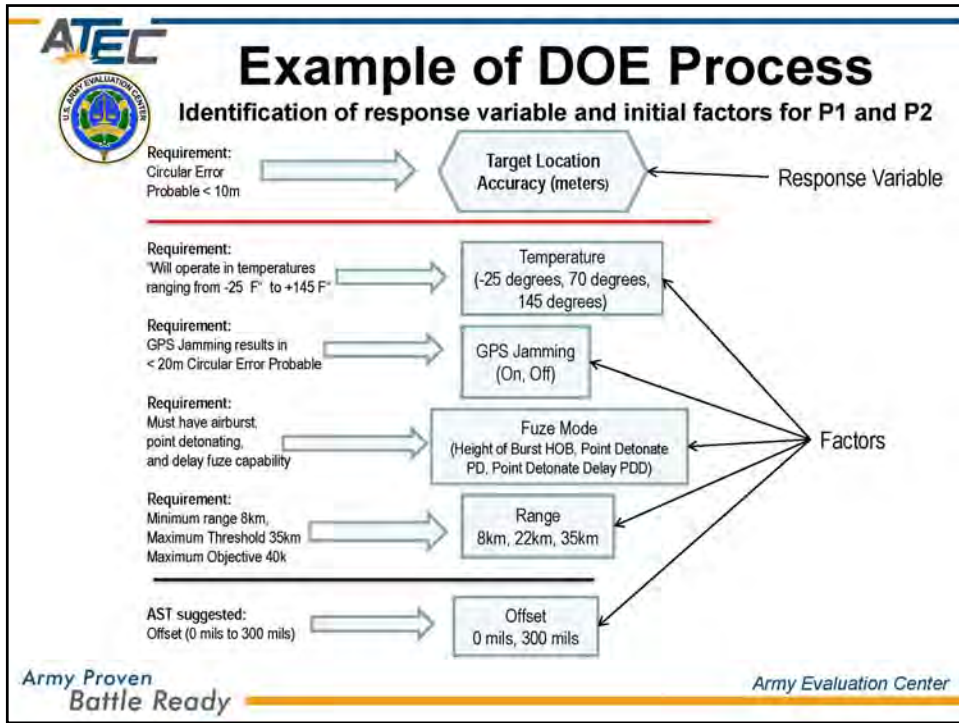 ATEC
U.S. ARMY EVALUATION CENTER
Example of DOE Process
Identification of response variable and initial factors for P1 and P2
Requirement:
Circular Error
Probable < 10m
Target Location
Accuracy (meters)
Response Variable
Requirement:
"Will operate in temperatures
ranging from -25 F° to +145 F°
Temperature
(-25 degrees, 70 degrees,
145 degrees)
Requirement:
GPS Jamming results in
< 20m Circular Error Probable
GPS Jamming
(On, Off)
Requirement:
Must have airburst,
point detonating,
and delay fuze capability
Fuze Mode
(Height of Burst HOB, Point Detonate
PD, Point Detonate Delay PDD)
Factors
Requirement:
Minimum range 8km,
Maximum Threshold 35km
Maximum Objective 40k
Range
8km, 22km, 35km
AST suggested:
Offset (0 mils to 300 mils)
Offset
0 mils, 300 mils
Army Proven
Battle Ready
Army Evaluation Center